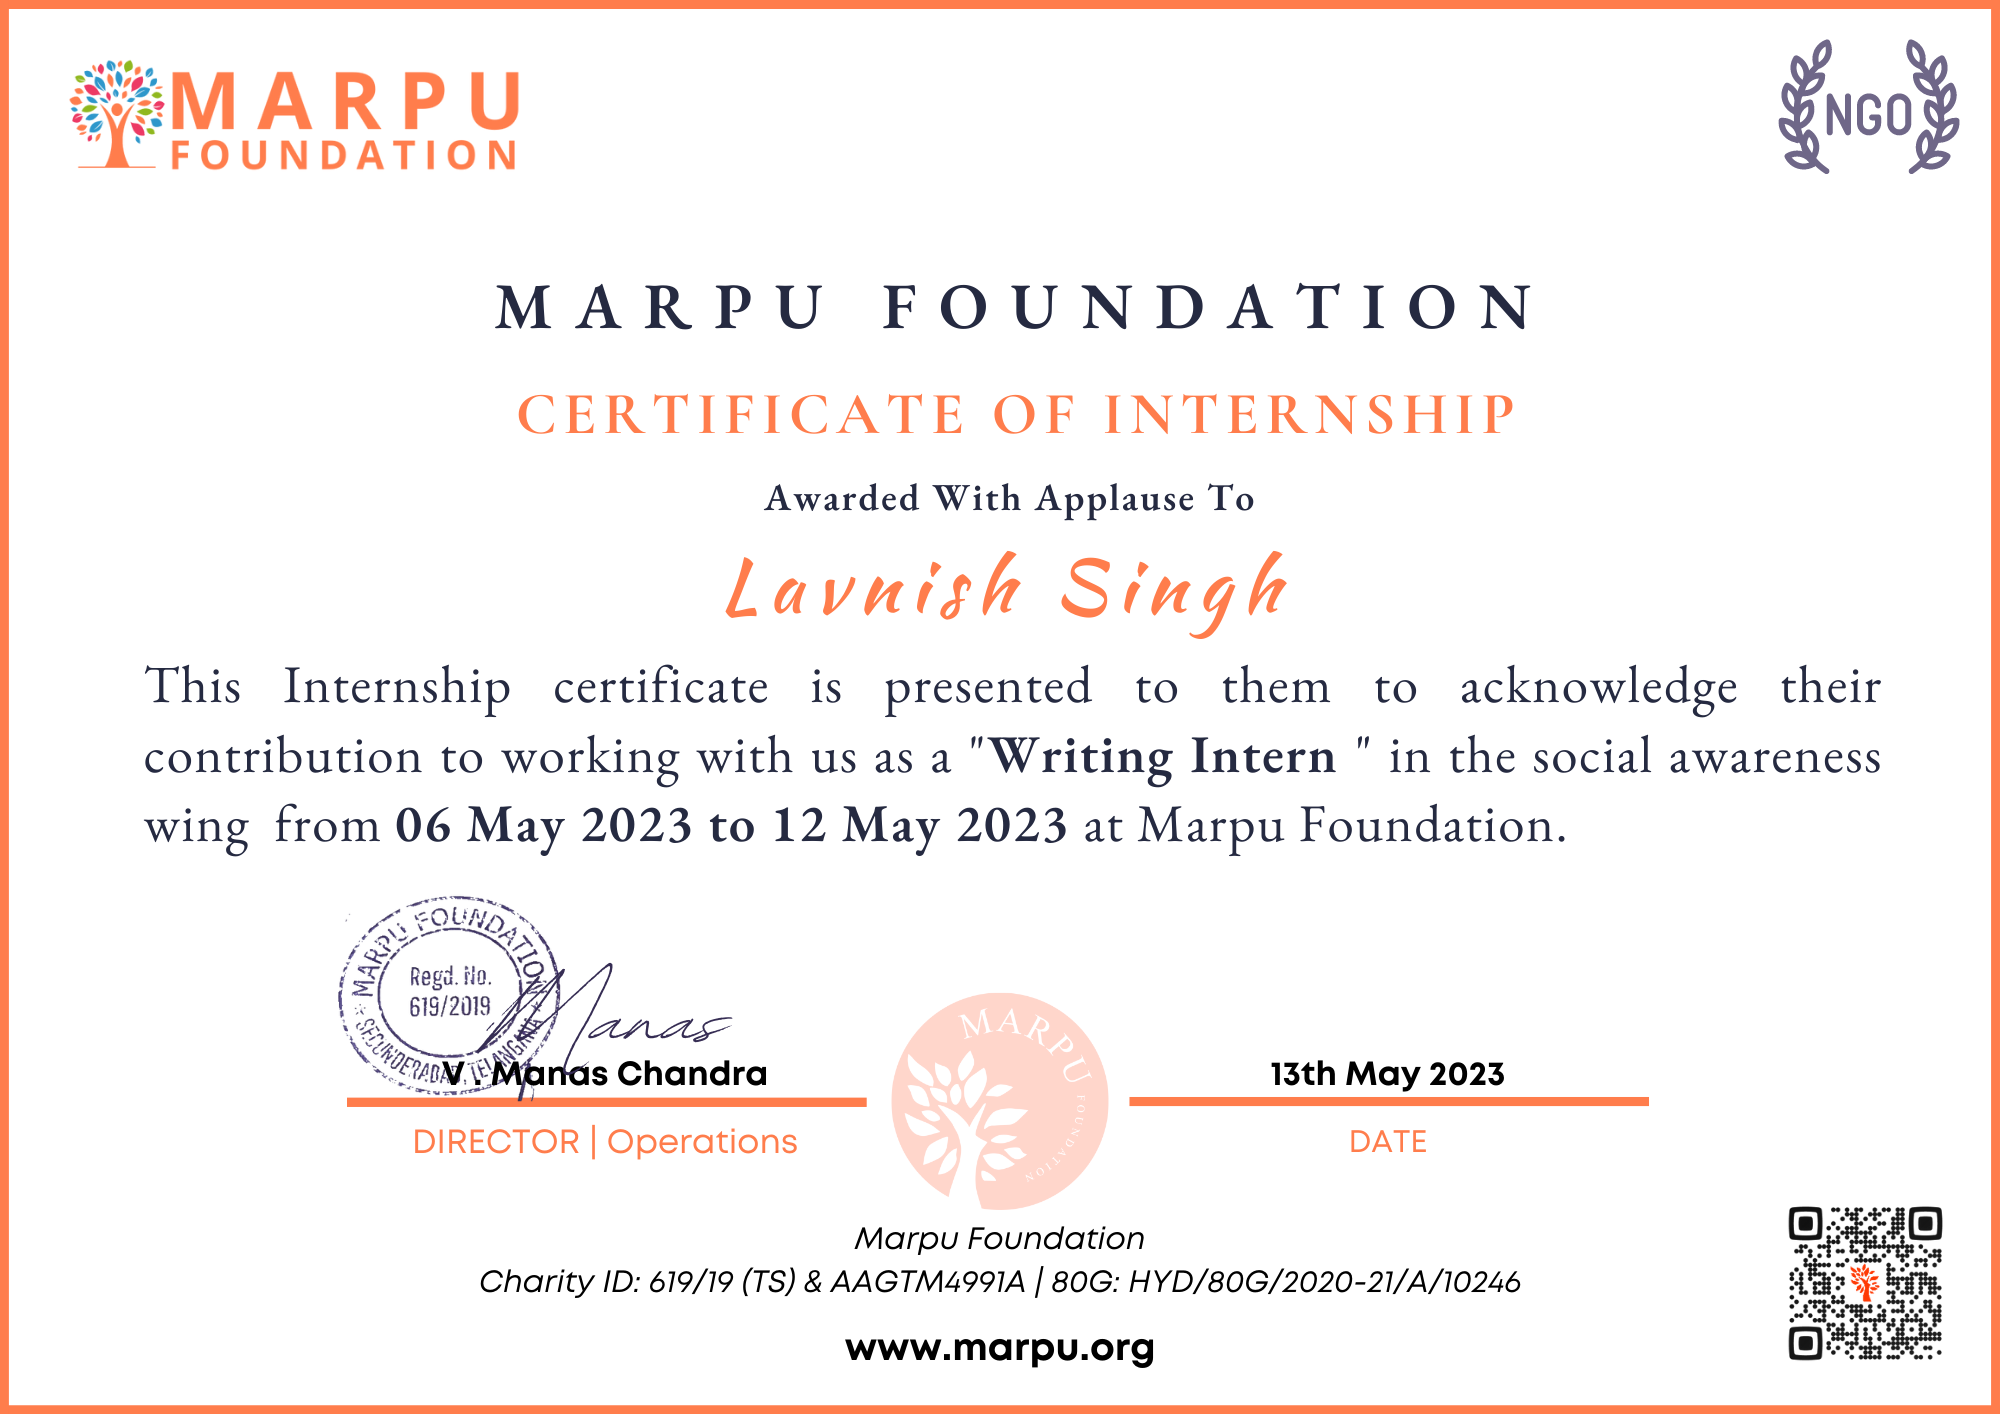 MARPU
FOUNDATION
NGO
MARPU FOUNDATION
CERTIFICATE OF INTERNSHIP
Awarded With Applause To
Lavnish Singh
This Internship certificate is presented to them to acknowledge their
contribution to working with us as a "Writing Intern " in the social awareness
wing from 06 May 2023 to 12 May 2023 at Marpu Foundation.
MARPU FOUNDATION
Regd. No.
619/2019
* SECUNDERABAD, TELANGANA *
Manas
V . Manas Chandra
DIRECTOR | Operations
MARPU FOUNDATION
13th May 2023
DATE
Marpu Foundation
Charity ID: 619/19 (TS) & AAGTM4991A | 80G: HYD/80G/2020-21/A/10246
www.marpu.org